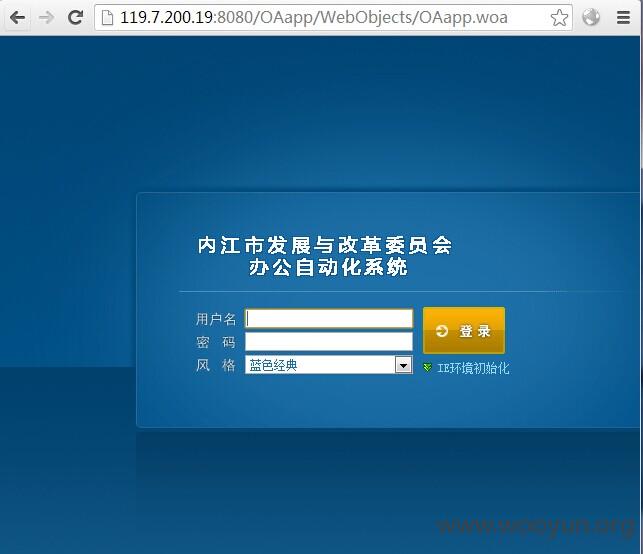 119.7.200.19:8080/OAapp/WebObjects/OAapp.woa
内江市发展与改革委员会
办公自动化系统
用户名
登录
密 码
风 格 蓝色经典 IE环境初始化
www.wooyun.org